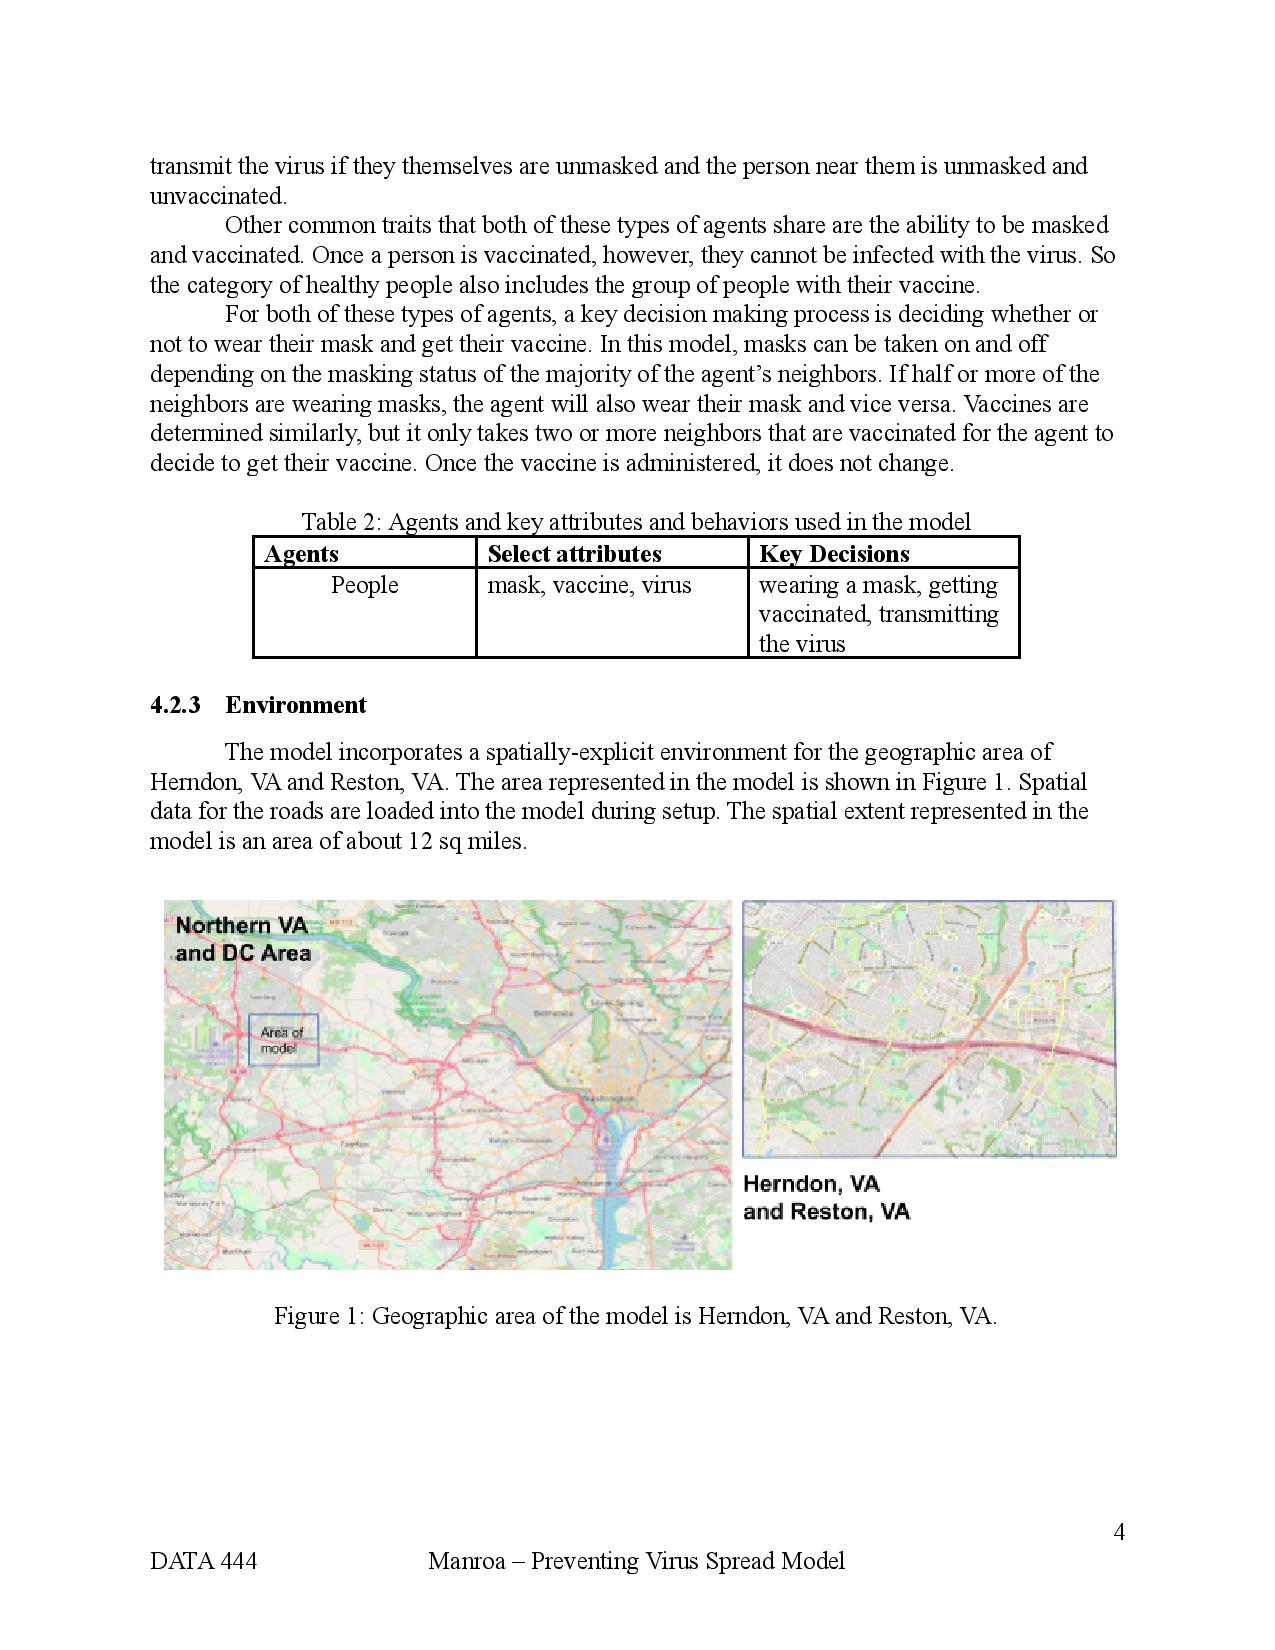 transmit the virus if they themselves are unmasked and the person near them is unmasked and
unvaccinated.
Other common traits that both of these types of agents share are the ability to be masked
and vaccinated. Once a person is vaccinated, however, they cannot be infected with the virus. So
the category of healthy people also includes the group of people with their vaccine.
For both of these types of agents, a key decision making process is deciding whether or
not to wear their mask and get their vaccine. In this model, masks can be taken on and off
depending on the masking status of the majority of the agent’s neighbors. If half or more of the
neighbors are wearing masks, the agent will also wear their mask and vice versa. Vaccines are
determined similarly, but it only takes two or more neighbors that are vaccinated for the agent to
decide to get their vaccine. Once the vaccine is administered, it does not change.
Table 2: Agents and key attributes and behaviors used in the model
Agents Select attributes Key Decisions
People mask, vaccine, virus wearing a mask, getting
vaccinated, transmitting
the virus
4.2.3 Environment
The model incorporates a spatially-explicit environment for the geographic area of
Herndon, VA and Reston, VA. The area represented in the model is shown in Figure 1. Spatial
data for the roads are loaded into the model during setup. The spatial extent represented in the
model is an area of about 12 sq miles.
Northern VA
and DC Area
Area of
model
Silver Spring
Bethesda
Washington
Fairfax
Alexandria
Herndon, VA
and Reston, VA
Figure 1: Geographic area of the model is Herndon, VA and Reston, VA.
4
DATA 444 Manroa – Preventing Virus Spread Model